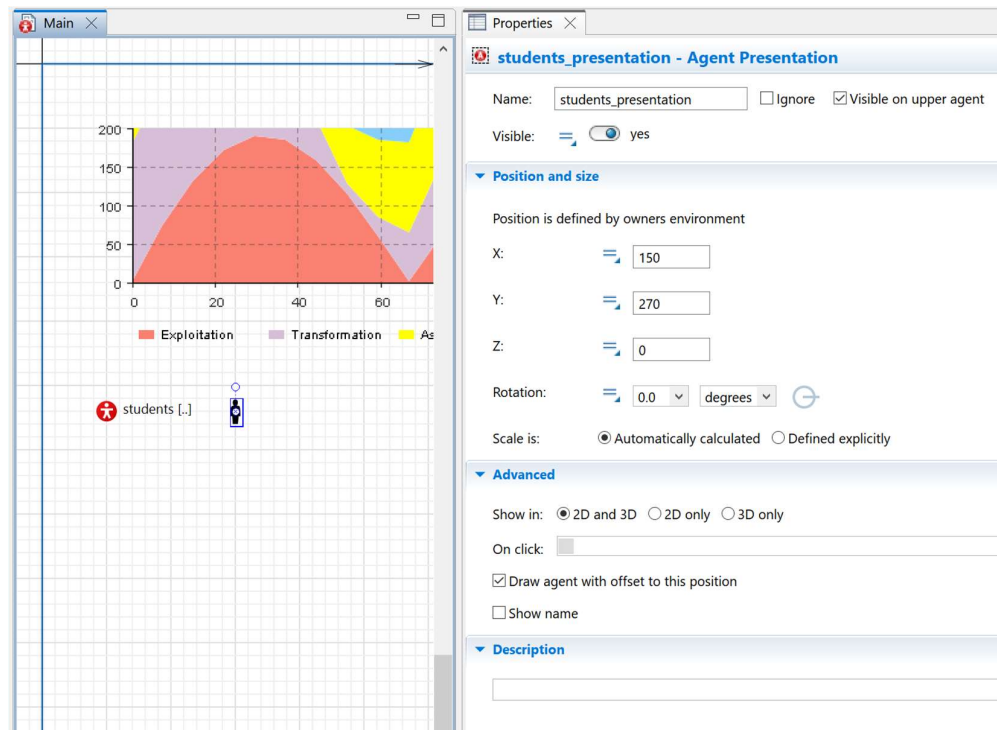 Main
200
150
100
50
0
0 20 40 60
Exploitation Transformation As
students [..]
Properties
students_presentation - Agent Presentation
Name: students_presentation Ignore Visible on upper agent
Visible: yes
Position and size
Position is defined by owners environment
X: 150
Y: 270
Z: 0
Rotation: 0.0 degrees
Scale is: Automatically calculated Defined explicitly
Advanced
Show in: 2D and 3D 2D only 3D only
On click:
Draw agent with offset to this position
Show name
Description